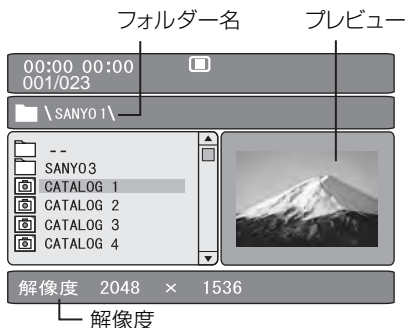 フォルダー名 プレビュー
00:00 00:00
001/023
\SANYO1\
--
SANYO3
CATALOG 1
CATALOG 2
CATALOG 3
CATALOG 4
解像度 2048 × 1536
解像度